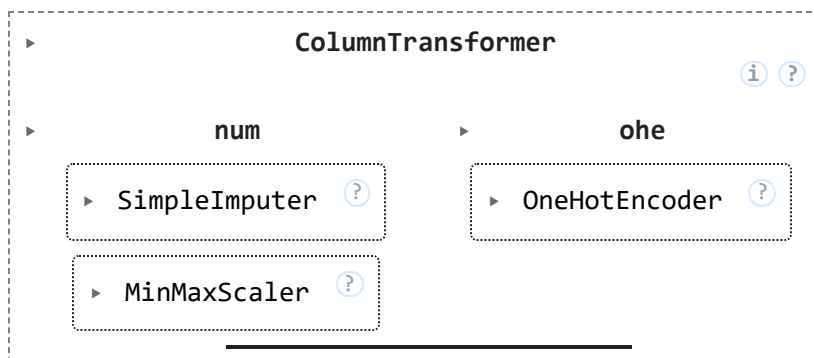 ColumnTransformer
i ?
num ohe
SimpleImputer ? OneHotEncoder ?
MinMaxScaler ?